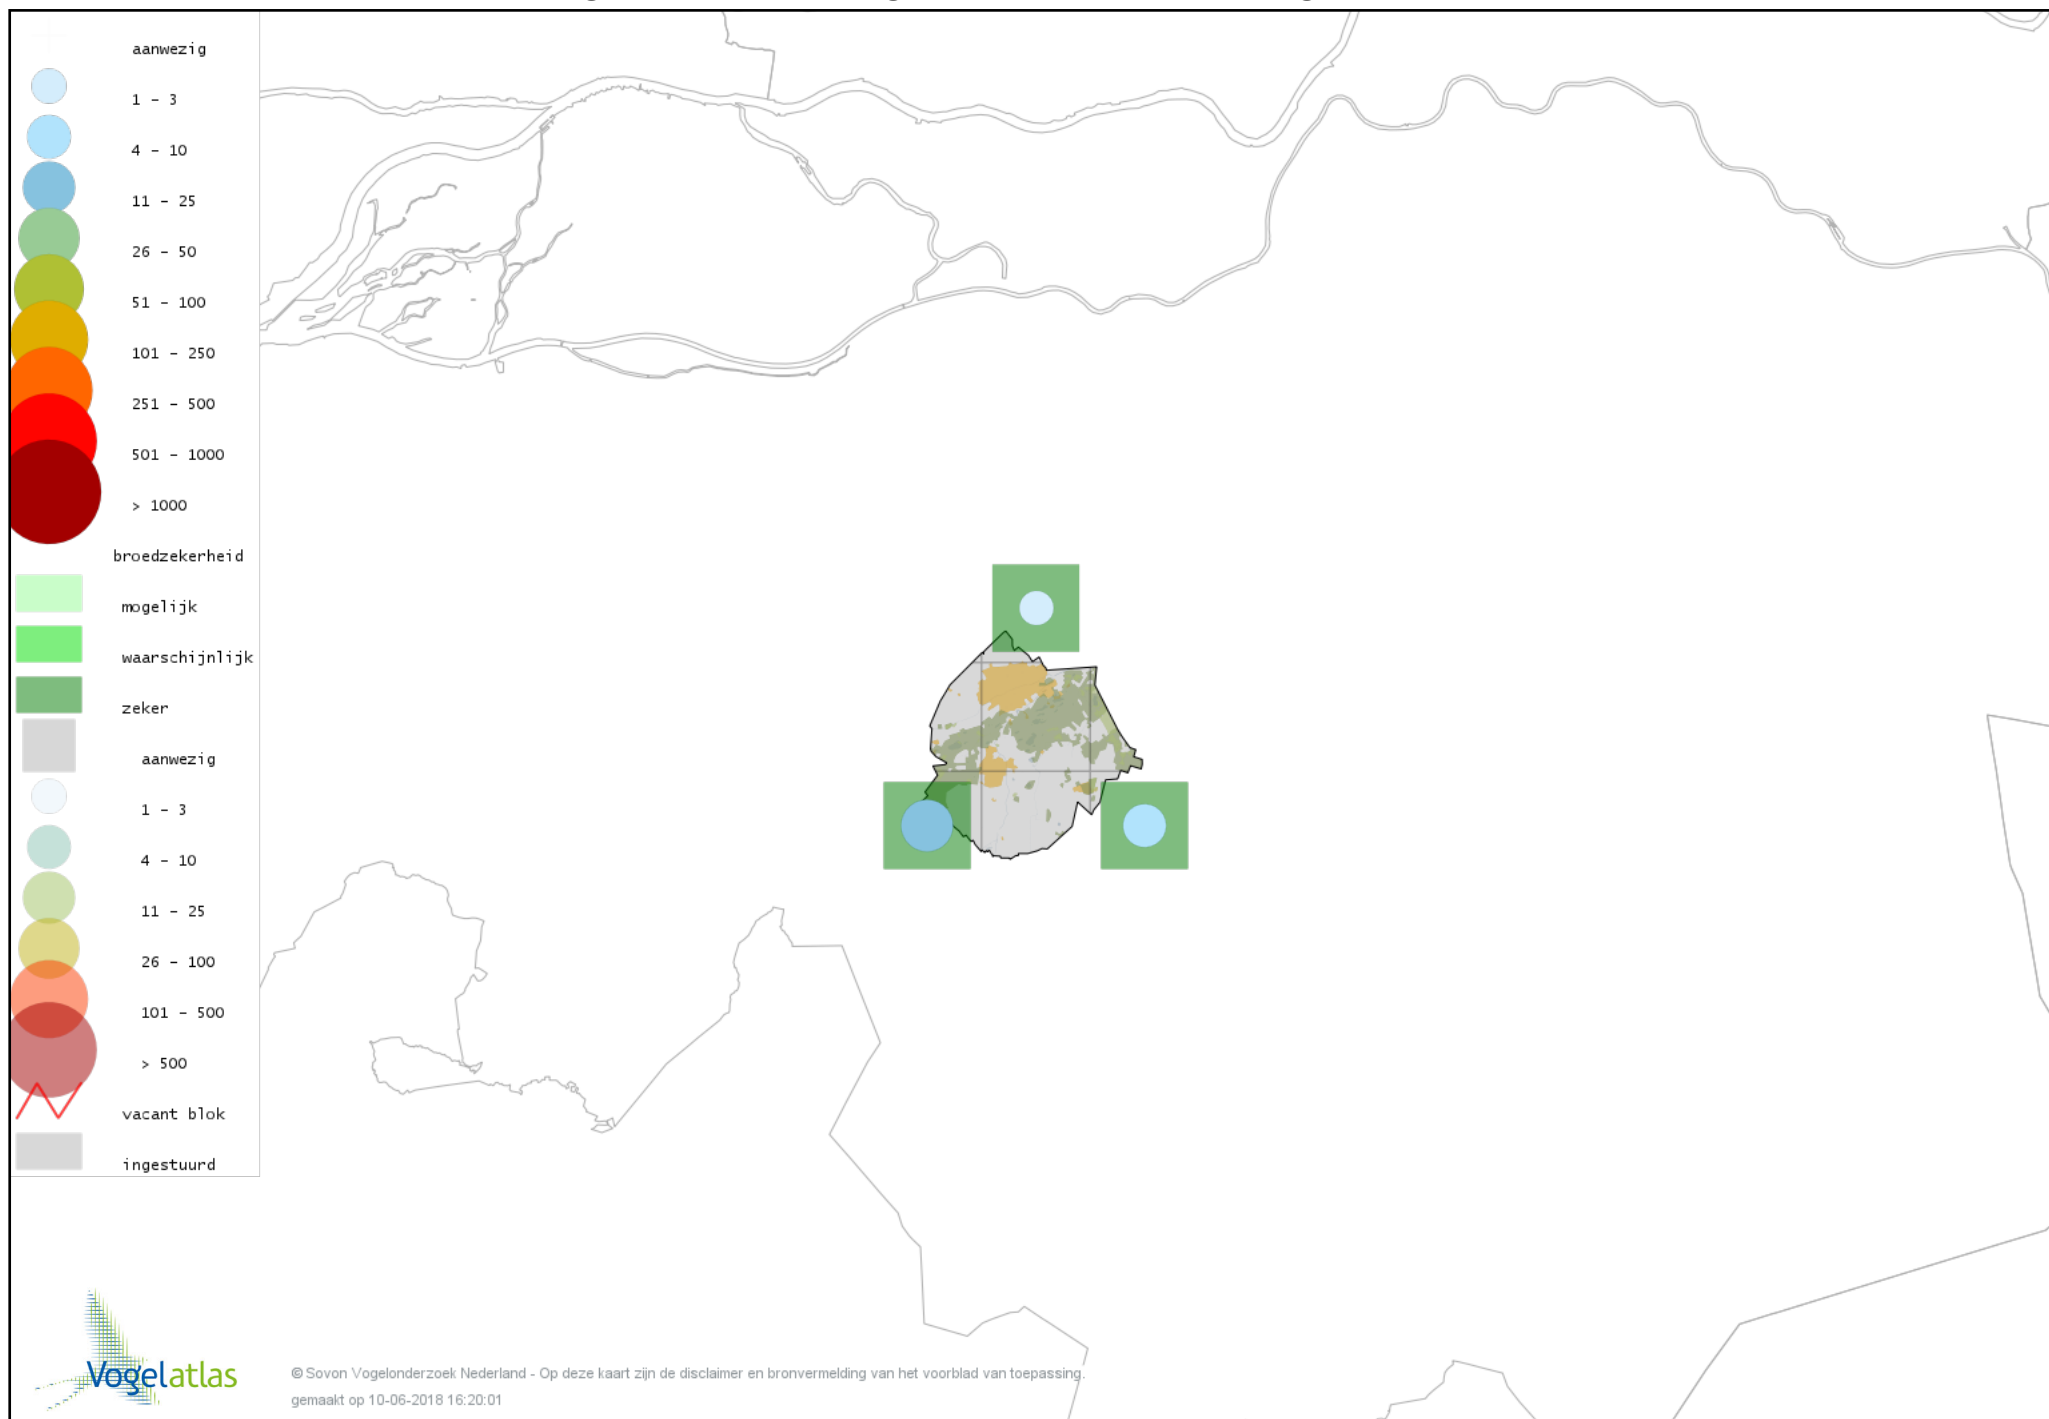 aanwezig
1 - 3
4 - 10
11 - 25
26 - 50
51 - 100
101 - 250
251 - 500
501 - 1000
> 1000
broedzekerheid
mogelijk
waarschijnlijk
zeker
aanwezig
1 - 3
4 - 10
11 - 25
26 - 100
101 - 500
> 500
vacant blok
ingestuurd
Vogelatlas
© Sovon Vogelonderzoek Nederland - Op deze kaart zijn de disclaimer en bronvermelding van het voorblad van toepassing.
gemaakt op 10-06-2018 16:20:01